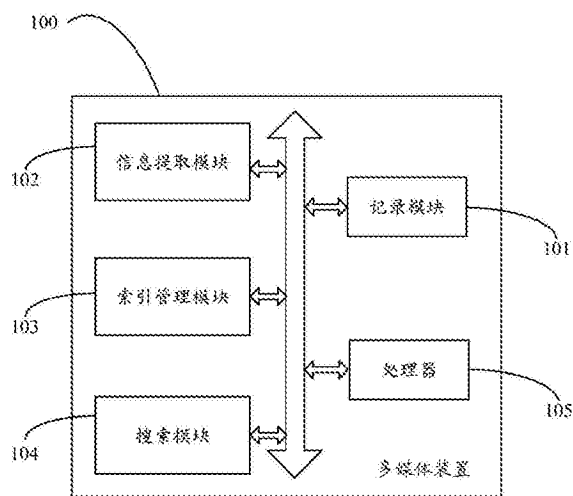 100
信息提取模块
102
记录模块
101
索引管理模块
103
处理器
105
搜索模块
104
多媒体装置